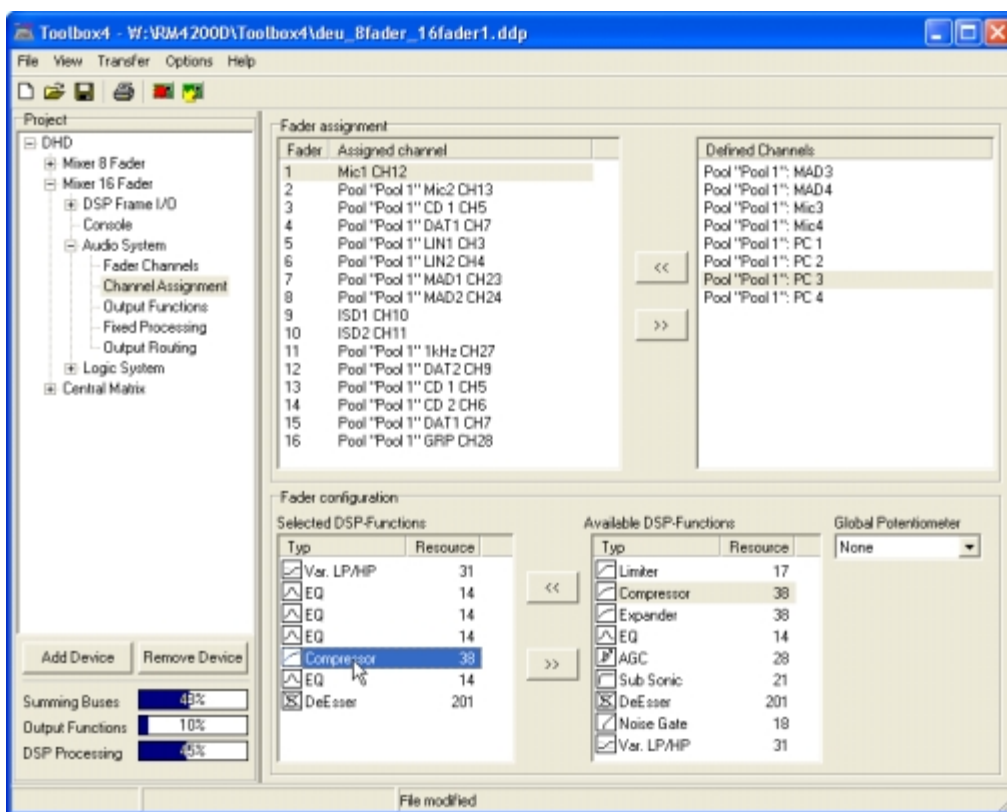 Toolbox4 - W:\RM4200D\Toolbox4\deu_8fader_16fader1.ddp
File View Transfer Options Help
Project
DHD
Mixer 8 Fader
Mixer 16 Fader
DSP Frame I/O
Console
Audio System
Fader Channels
Channel Assignment
Output Functions
Fixed Processing
Output Routing
Logic System
Central Matrix
Add Device Remove Device
Summing Buses 43%
Output Functions 10%
DSP Processing 45%
Fader assignment
Fader Assigned channel
1 Mic1 CH12
2 Pool "Pool 1" Mic2 CH13
3 Pool "Pool 1" CD 1 CH5
4 Pool "Pool 1" DAT1 CH7
5 Pool "Pool 1" LIN1 CH3
6 Pool "Pool 1" LIN2 CH4
7 Pool "Pool 1" MAD1 CH23
8 Pool "Pool 1" MAD2 CH24
9 ISD1 CH10
10 ISD2 CH11
11 Pool "Pool 1" 1kHz CH27
12 Pool "Pool 1" DAT2 CH9
13 Pool "Pool 1" CD 1 CH5
14 Pool "Pool 1" CD 2 CH6
15 Pool "Pool 1" DAT1 CH7
16 Pool "Pool 1" GRP CH28
<<
>>
Defined Channels
Pool "Pool 1": MAD3
Pool "Pool 1": MAD4
Pool "Pool 1": Mic3
Pool "Pool 1": Mic4
Pool "Pool 1": PC 1
Pool "Pool 1": PC 2
Pool "Pool 1": PC 3
Pool "Pool 1": PC 4
Fader configuration
Selected DSP-Functions
Typ Resource
Var. LP/HP 31
EQ 14
EQ 14
EQ 14
Compressor 38
EQ 14
DeEsser 201
<<
>>
Available DSP-Functions
Typ Resource
Limiter 17
Compressor 38
Expander 38
EQ 14
AGC 28
Sub Sonic 21
DeEsser 201
Noise Gate 18
Var. LP/HP 31
Global Potentiometer
None
File modified